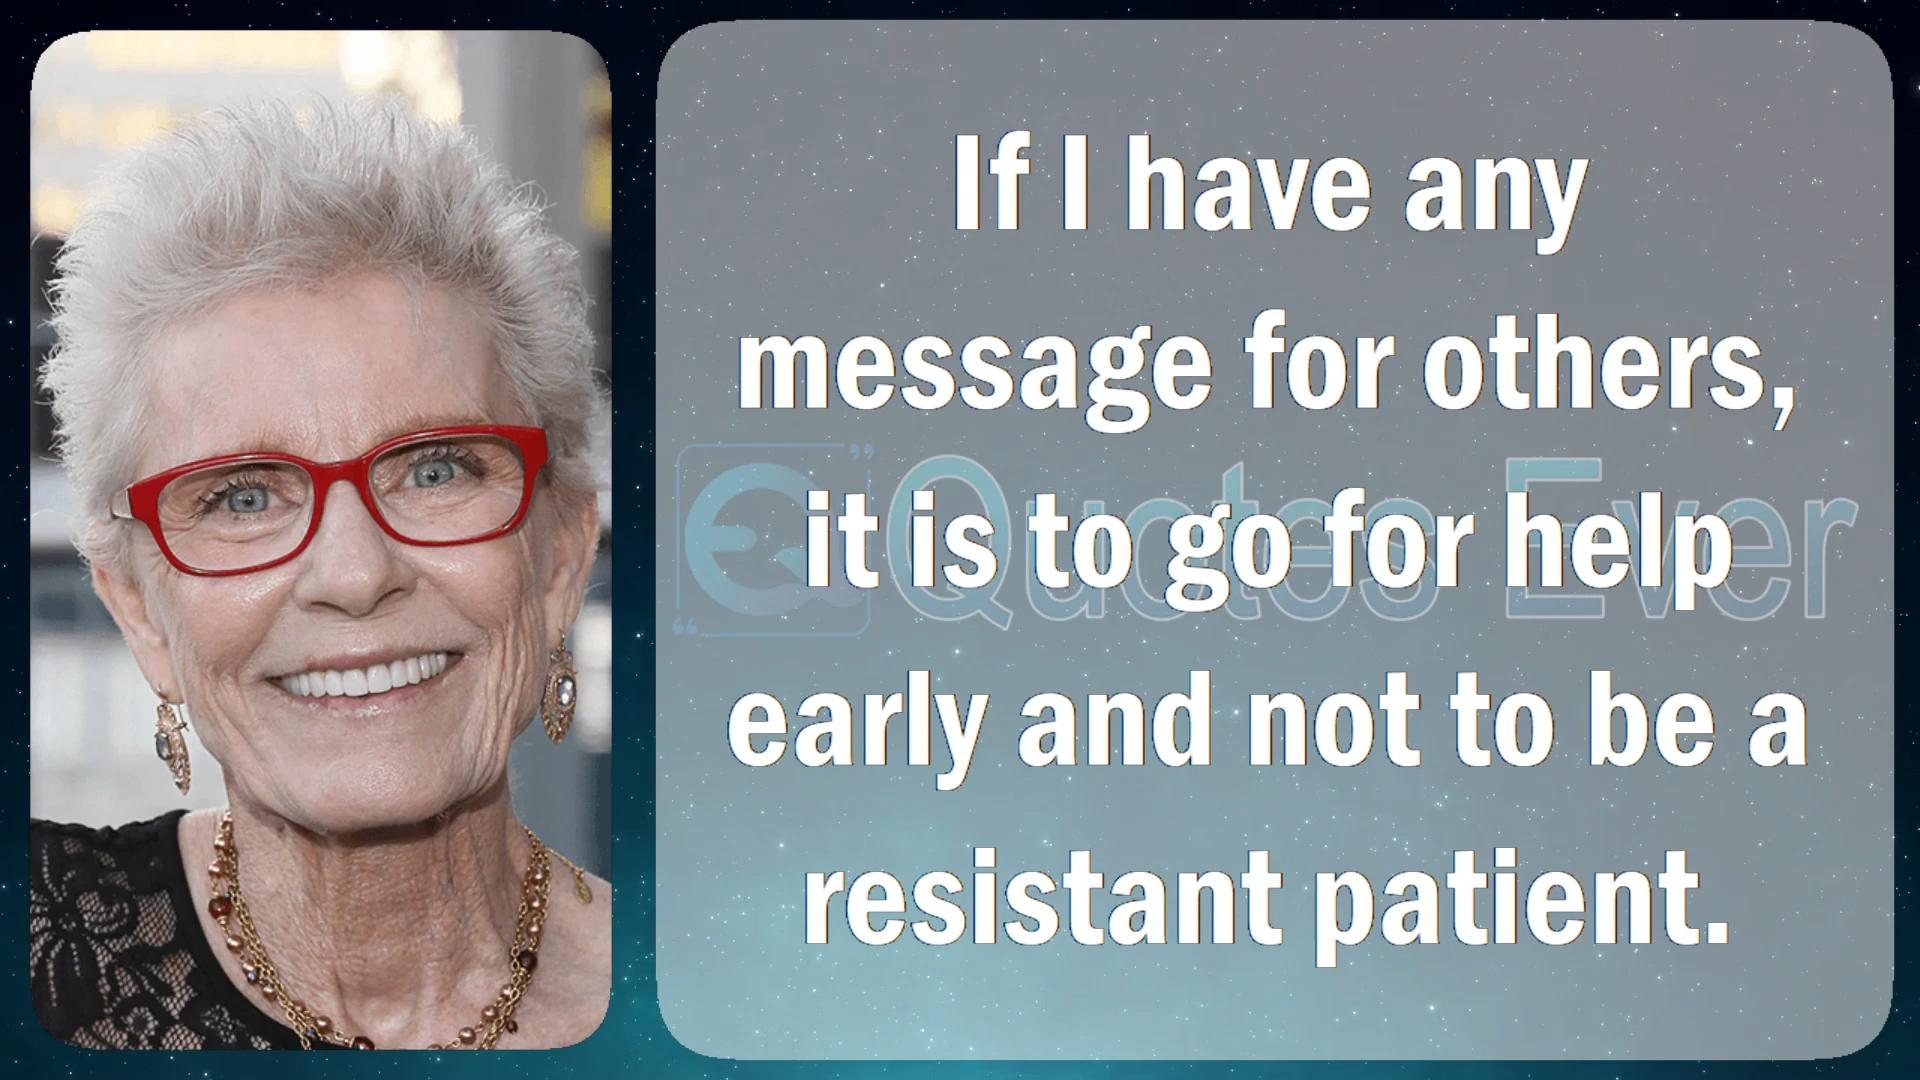 If I have any
message for others,
Quotes Ever
it is to go for help
early and not to be a
resistant patient.